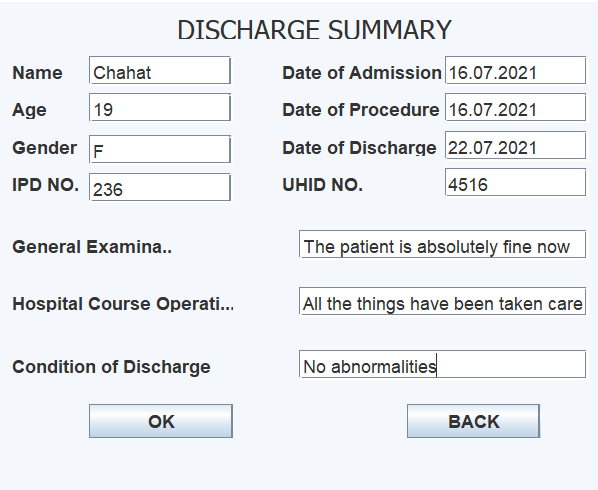 DISCHARGE SUMMARY
Name Chahat Date of Admission 16.07.2021
Age 19 Date of Procedure 16.07.2021
Gender F Date of Discharge 22.07.2021
IPD NO. 236 UHID NO. 4516
General Examina.. The patient is absolutely fine now
Hospital Course Operati... All the things have been taken care
Condition of Discharge No abnormalities
OK BACK